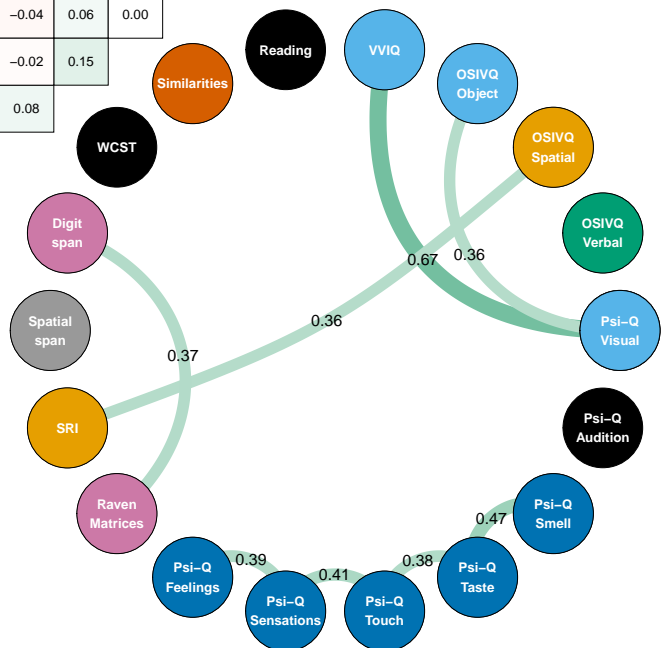 −0.04 0.06 0.00
−0.02 0.15
0.08
Reading
VVIQ
Similarities
OSIVQ
Object
WCST
OSIVQ
Spatial
Digit
span
OSIVQ
Verbal
0.67
0.36
Spatial
span
0.36
Psi−Q
Visual
0.37
SRI
Psi−Q
Audition
Raven
Matrices
Psi−Q
Smell
0.47
Psi−Q
Feelings
0.39
0.41
0.38
Psi−Q
Taste
Psi−Q
Sensations
Psi−Q
Touch